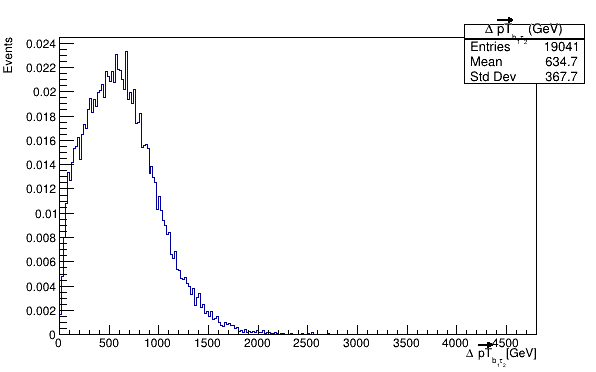 Δ pT b₁τ₂ (GeV)
Entries 19041
Mean 634.7
Std Dev 367.7
Events
0.024
0.022
0.02
0.018
0.016
0.014
0.012
0.01
0.008
0.006
0.004
0.002
0
0 500 1000 1500 2000 2500 3000 3500 4000 4500
Δ pT b₁τ₂ [GeV]